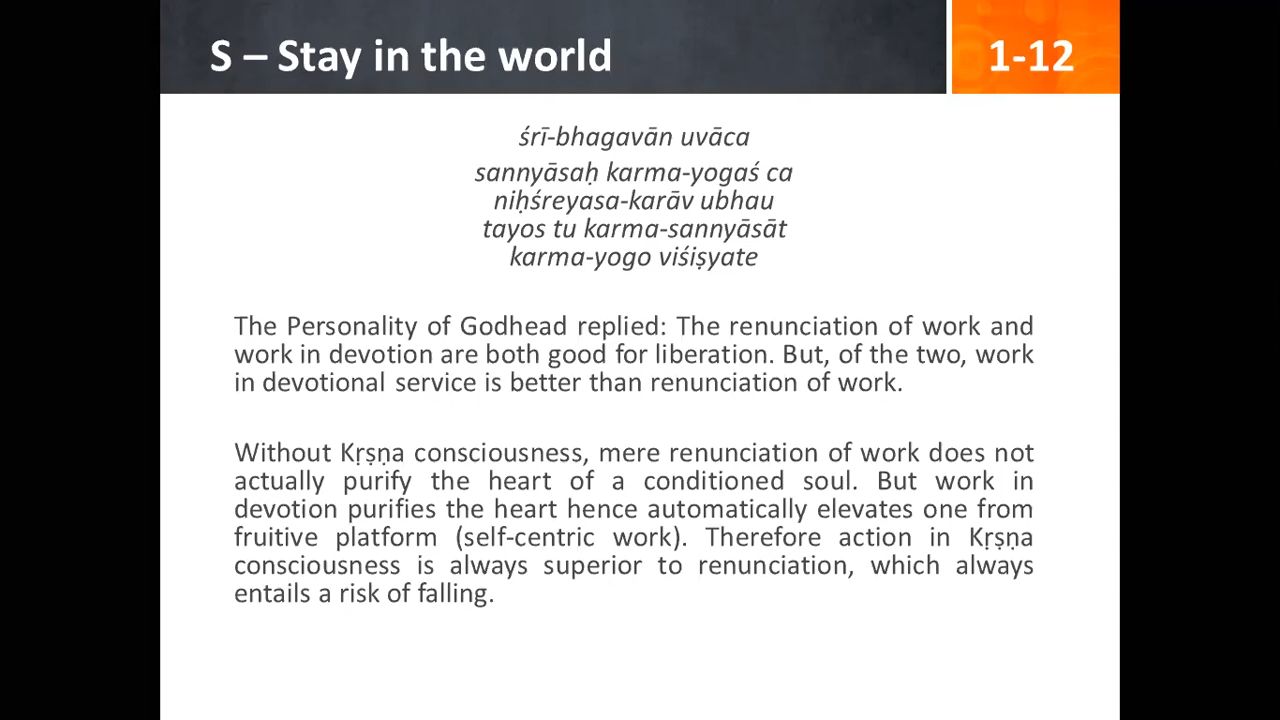 S – Stay in the world
1-12
śrī-bhagavān uvāca
sannyāsaḥ karma-yogaś ca
niḥśreyasa-karāv ubhau
tayos tu karma-sannyāsāt
karma-yogo viśiṣyate
The Personality of Godhead replied: The renunciation of work and
work in devotion are both good for liberation. But, of the two, work
in devotional service is better than renunciation of work.
Without Kṛṣṇa consciousness, mere renunciation of work does not
actually purify the heart of a conditioned soul. But work in
devotion purifies the heart hence automatically elevates one from
fruitive platform (self-centric work). Therefore action in Kṛṣṇa
consciousness is always superior to renunciation, which always
entails a risk of falling.